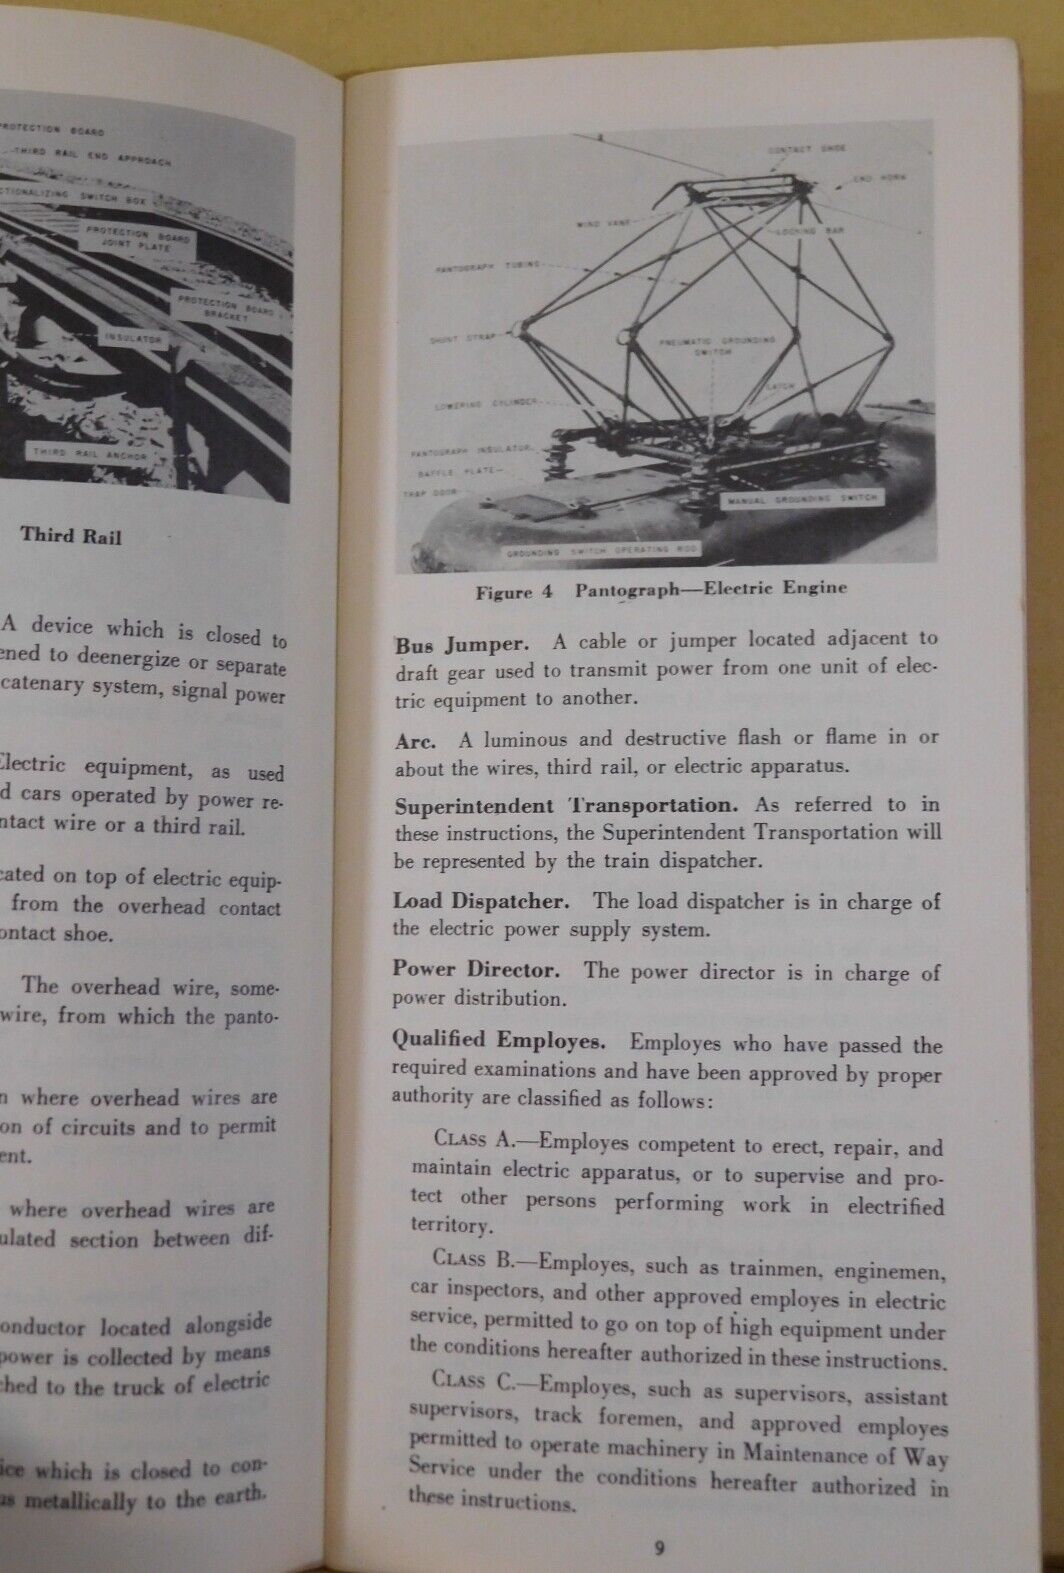 PROTECTION BOARD
THIRD RAIL END APPROACH
SWITCH BOX
PROTECTION BOARD
JOINT PLATE
PROTECTION BOARD
BRACKET
INSULATOR
THIRD RAIL ANCHOR
Third Rail
A device which is closed to
to deenergize or separate
catenary system, signal power
Electric equipment, as used
cars operated by power re-
wire or a third rail.
on top of electric equip-
from the overhead contact
shoe.
The overhead wire, some-
wire, from which the panto-
where overhead wires are
of circuits and to permit
where overhead wires are
section between dif-
located alongside
power is collected by means
to the truck of electric
which is closed to con-
metallically to the earth.
CONTACT SHOE
END HORN
WIND VANE
LOCKING BAR
PANTOGRAPH TUBING
SHUNT STRAP
PNEUMATIC GROUNDING
SWITCH
LATCH
LOWERING CYLINDER
PANTOGRAPH INSULATOR
BAFFLE PLATE
TRAP DOOR
MANUAL GROUNDING SWITCH
GROUNDING SWITCH OPERATING ROD
Figure 4 Pantograph—Electric Engine
Bus Jumper. A cable or jumper located adjacent to
draft gear used to transmit power from one unit of elec-
tric equipment to another.
Arc. A luminous and destructive flash or flame in or
about the wires, third rail, or electric apparatus.
Superintendent Transportation. As referred to in
these instructions, the Superintendent Transportation will
be represented by the train dispatcher.
Load Dispatcher. The load dispatcher is in charge of
the electric power supply system.
Power Director. The power director is in charge of
power distribution.
Qualified Employes. Employes who have passed the
required examinations and have been approved by proper
authority are classified as follows:
CLASS A.—Employes competent to erect, repair, and
maintain electric apparatus, or to supervise and pro-
tect other persons performing work in electrified
territory.
CLASS B.—Employes, such as trainmen, enginemen,
car inspectors, and other approved employes in electric
service, permitted to go on top of high equipment under
the conditions hereafter authorized in these instructions.
CLASS C.—Employes, such as supervisors, assistant
supervisors, track foremen, and approved employes
permitted to operate machinery in Maintenance of Way
Service under the conditions hereafter authorized in
these instructions.
9